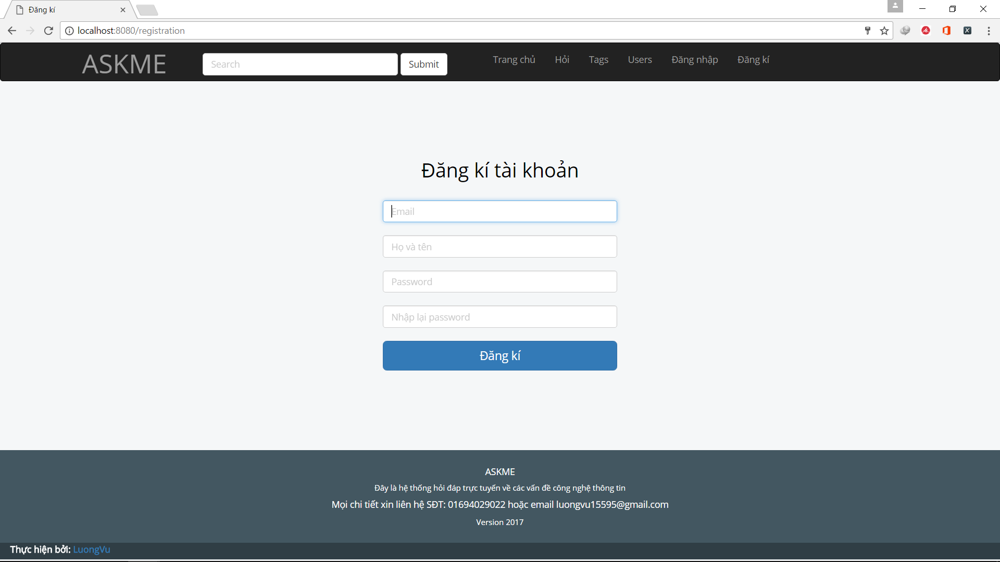 Đăng kí
localhost:8080/registration
ASKME
Search
Submit
Trang chủ
Hỏi
Tags
Users
Đăng nhập
Đăng kí
Đăng kí tài khoản
Email
Họ và tên
Password
Nhập lại password
Đăng kí
ASKME
Đây là hệ thống hỏi đáp trực tuyến về các vấn đề công nghệ thông tin
Mọi chi tiết xin liên hệ SĐT: 01694029022 hoặc email luongvu15595@gmail.com
Version 2017
Thực hiện bởi: LuongVu